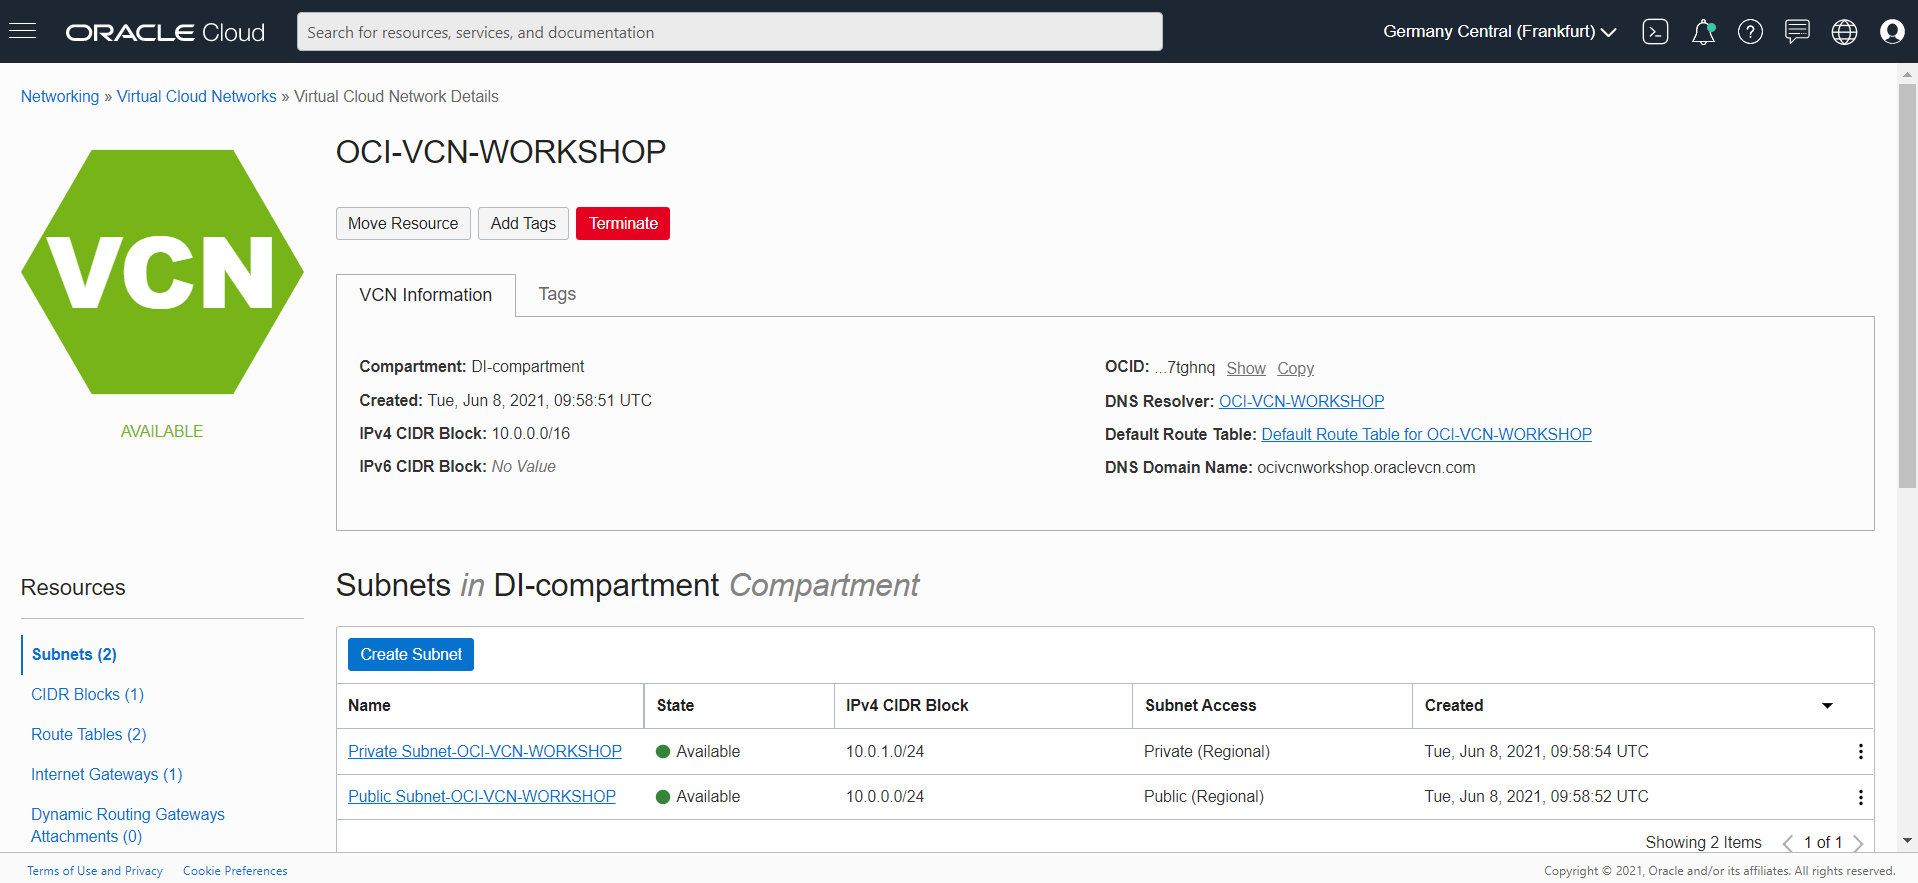 ORACLE Cloud
Search for resources, services, and documentation
Germany Central (Frankfurt)
Networking » Virtual Cloud Networks » Virtual Cloud Network Details
VCN
AVAILABLE
OCI-VCN-WORKSHOP
Move Resource Add Tags Terminate
VCN Information Tags
Compartment: DI-compartment
Created: Tue, Jun 8, 2021, 09:58:51 UTC
IPv4 CIDR Block: 10.0.0.0/16
IPv6 CIDR Block: No Value
OCID: ...7tghnq Show Copy
DNS Resolver: OCI-VCN-WORKSHOP
Default Route Table: Default Route Table for OCI-VCN-WORKSHOP
DNS Domain Name: ocivcnworkshop.oraclevcn.com
Resources
Subnets (2)
CIDR Blocks (1)
Route Tables (2)
Internet Gateways (1)
Dynamic Routing Gateways
Attachments (0)
Subnets in DI-compartment Compartment
Create Subnet
Name State IPv4 CIDR Block Subnet Access Created
Private Subnet-OCI-VCN-WORKSHOP Available 10.0.1.0/24 Private (Regional) Tue, Jun 8, 2021, 09:58:54 UTC
Public Subnet-OCI-VCN-WORKSHOP Available 10.0.0.0/24 Public (Regional) Tue, Jun 8, 2021, 09:58:52 UTC
Showing 2 Items 1 of 1
Terms of Use and Privacy Cookie Preferences
Copyright © 2021, Oracle and/or its affiliates. All rights reserved.